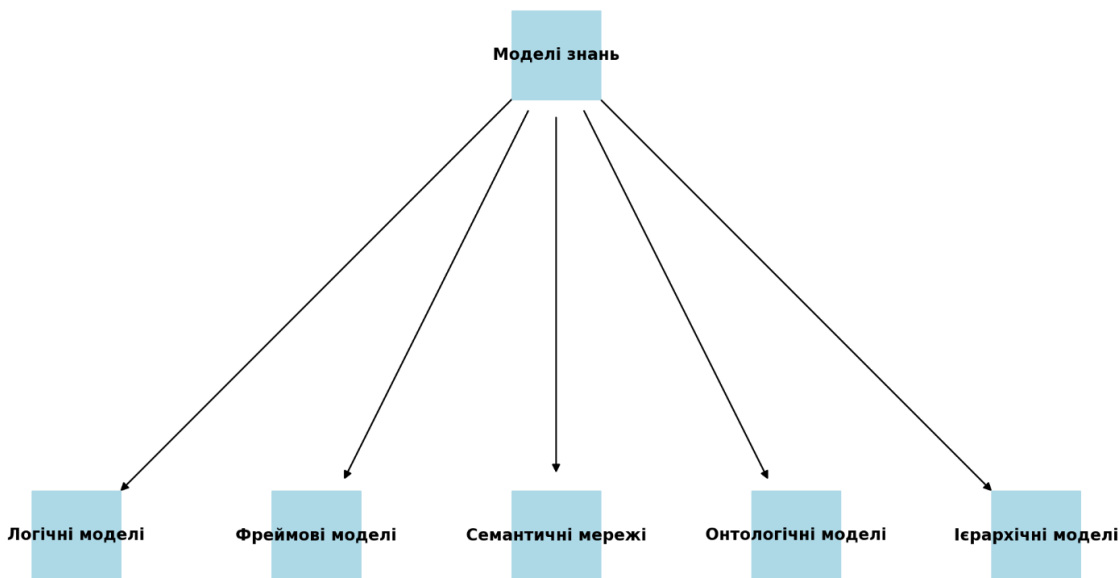 Моделі знань
Логічні моделі
Фреймові моделі
Семантичні мережі
Онтологічні моделі
Ієрархічні моделі